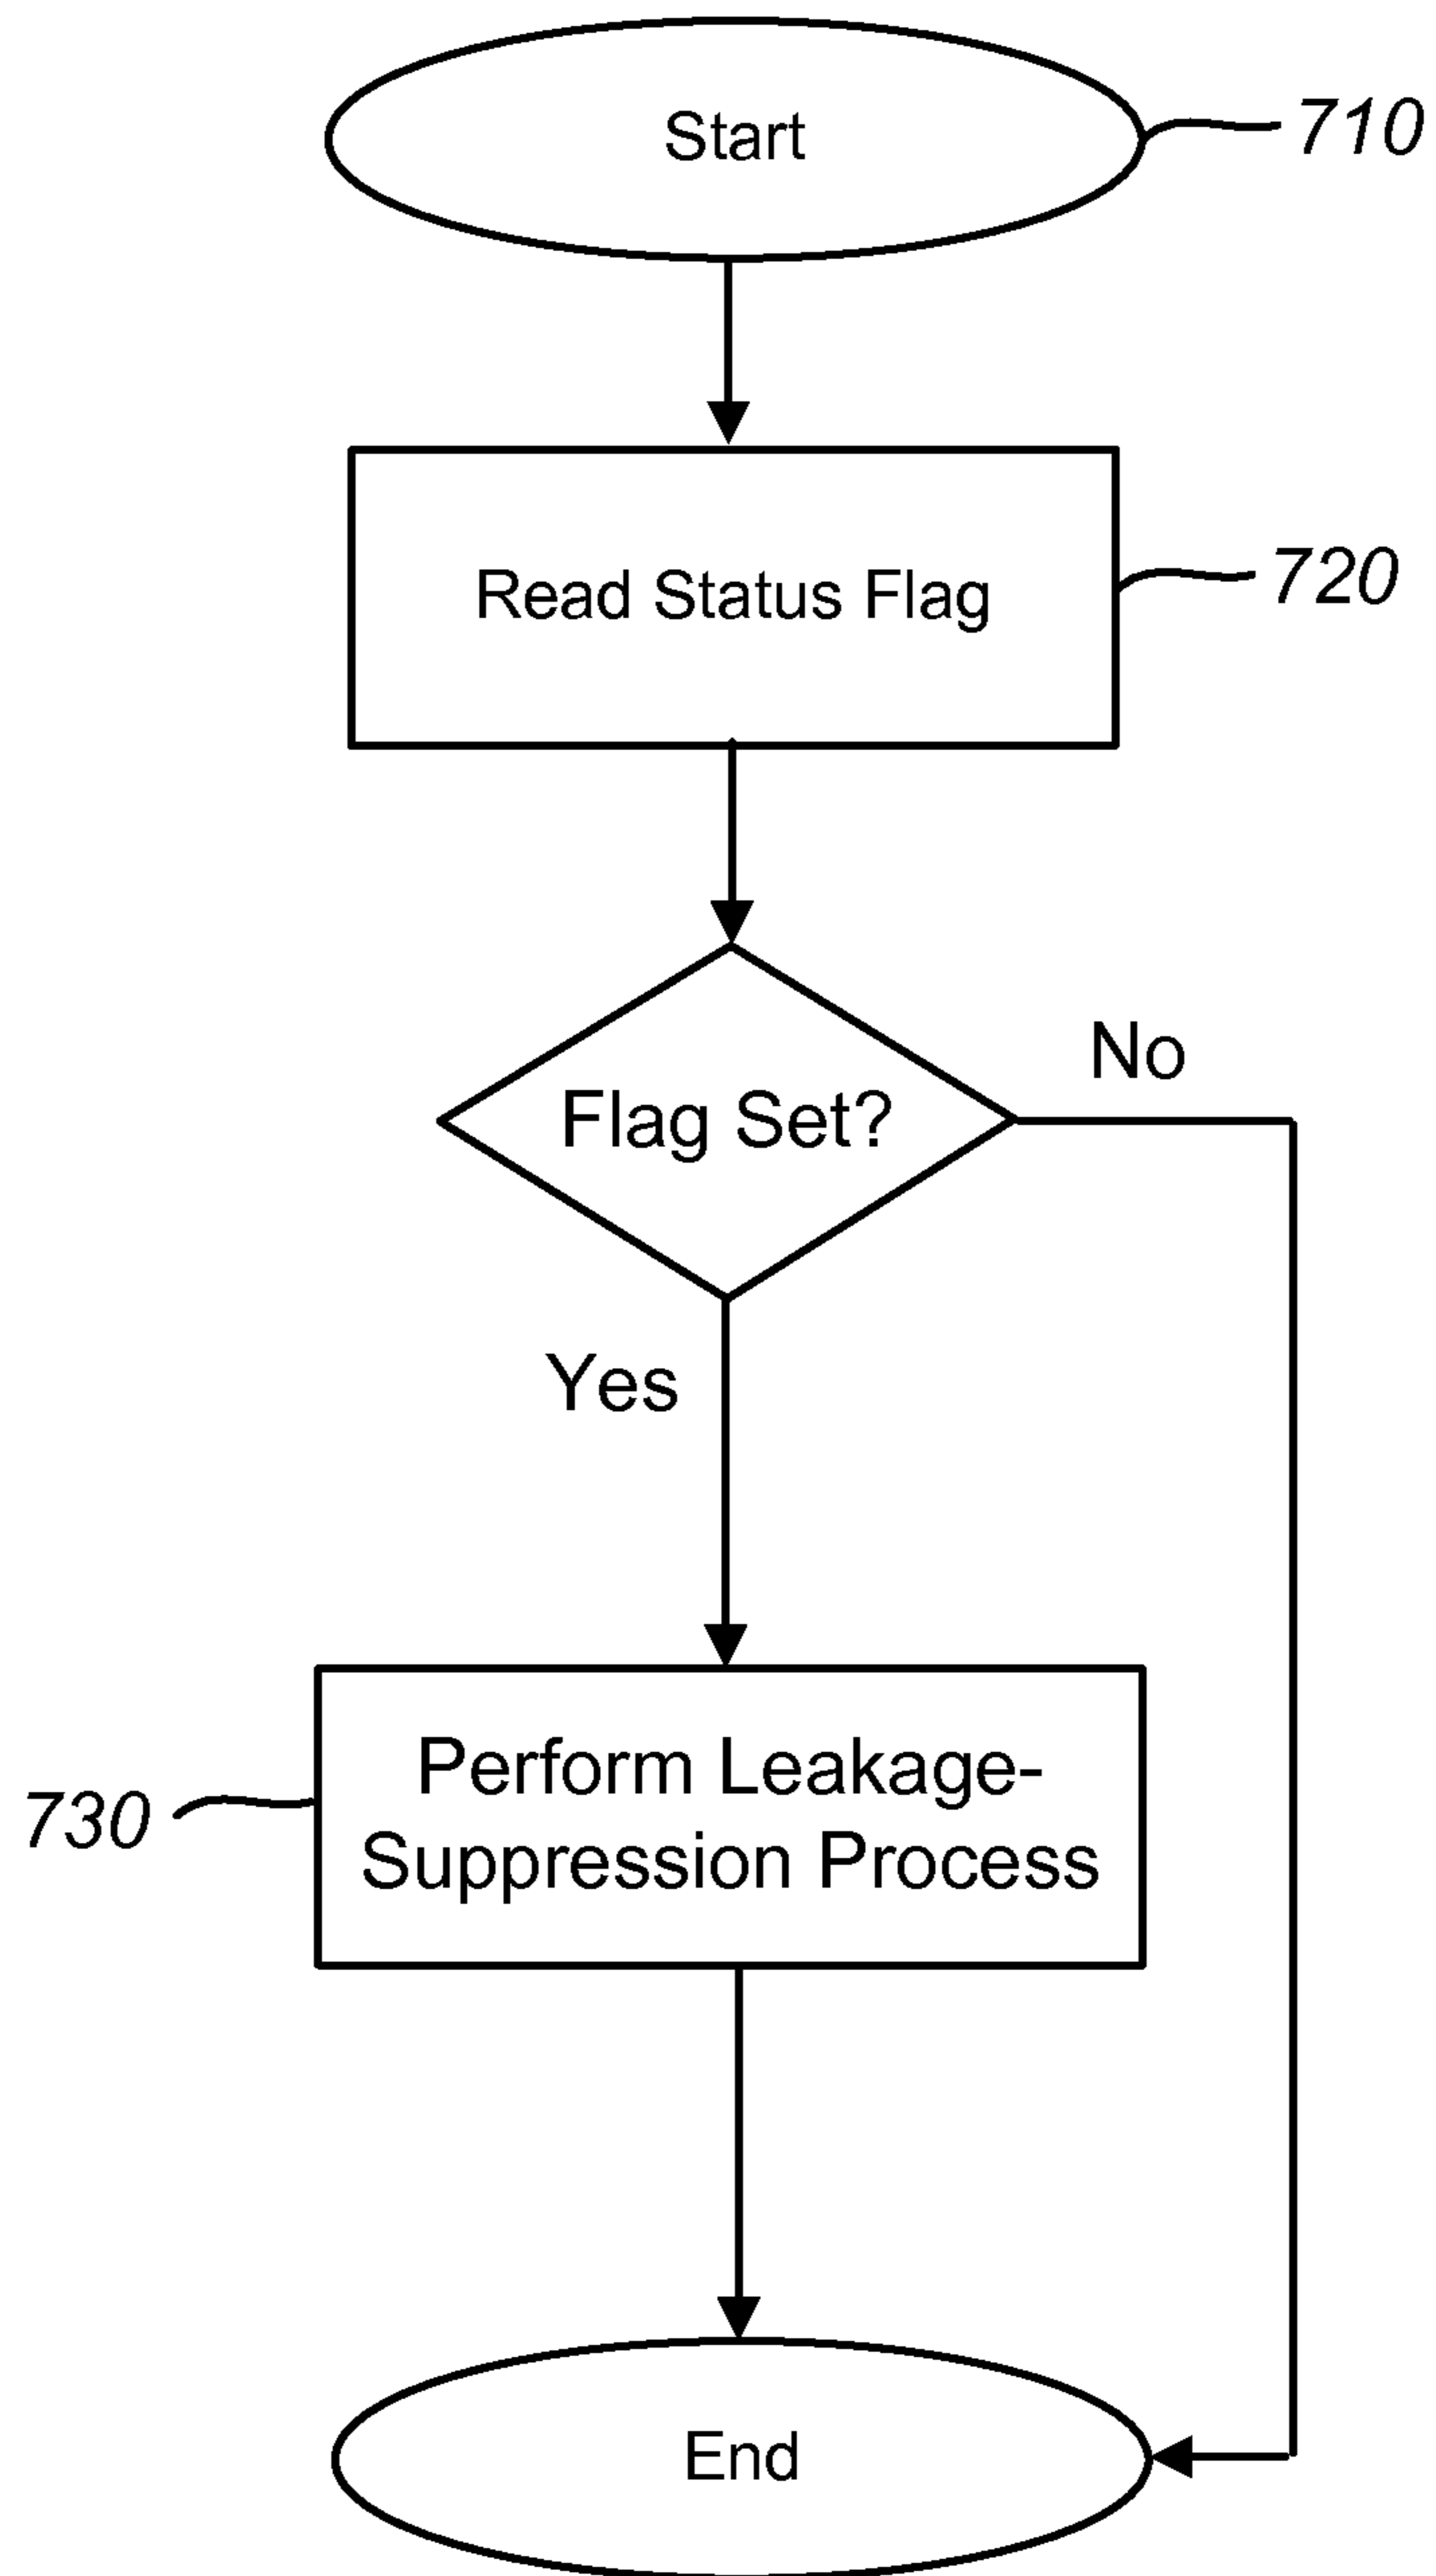 Start
710
Read Status Flag
720
Flag Set?
No
Yes
Perform Leakage-
Suppression Process
730
End